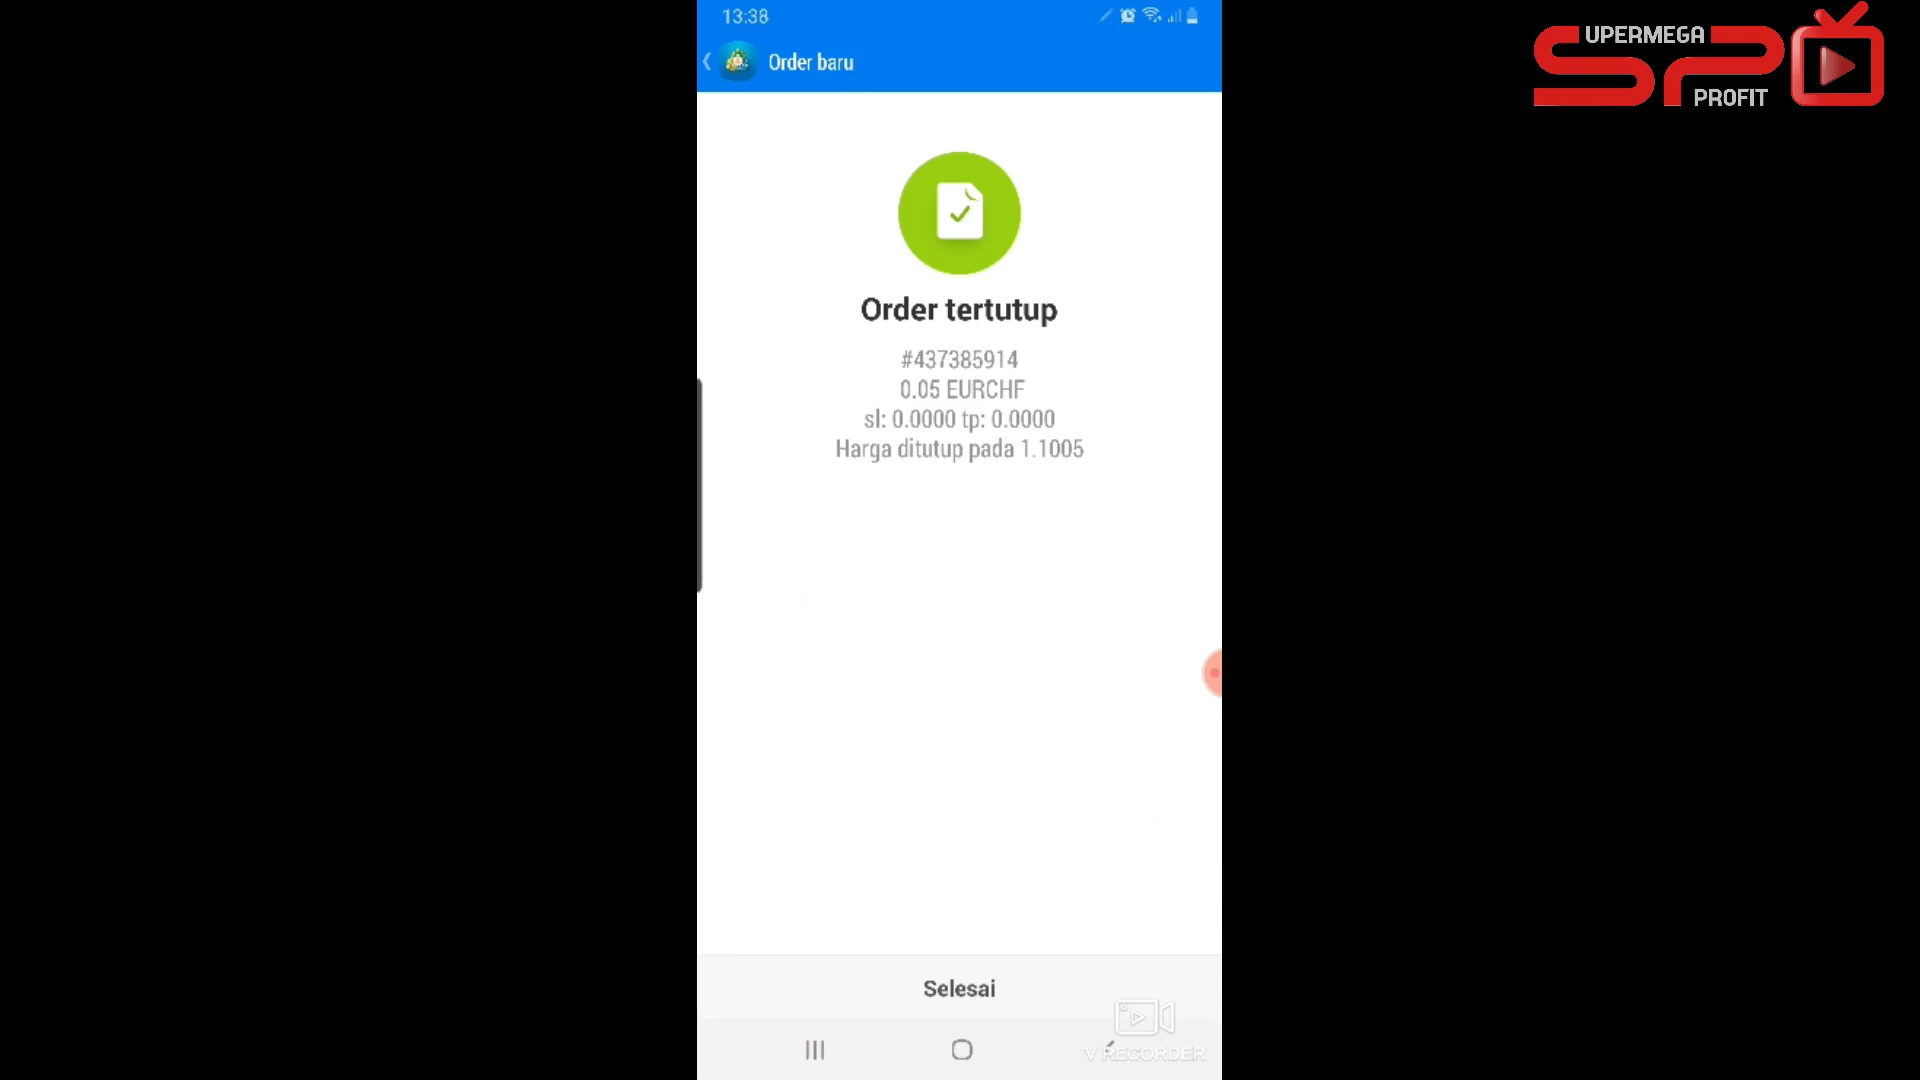 13:38
Order baru
UPERMEGA
SP
PROFIT
Order tertutup
#437385914
0.05 EURCHF
sl: 0.0000 tp: 0.0000
Harga ditutup pada 1.1005
Selesai
V RECORDER